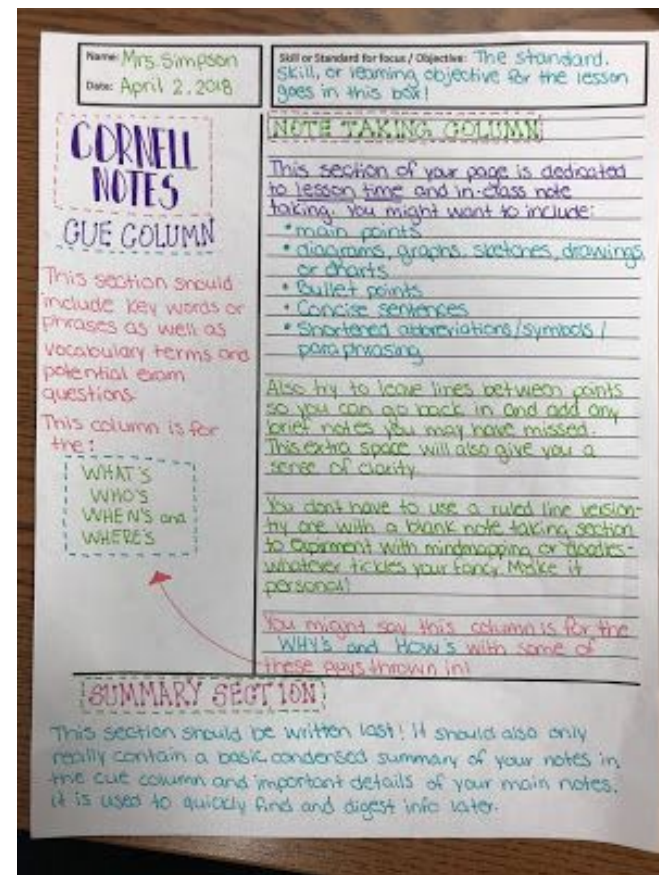 Name: Mrs. Simpson
Date: April 2, 2018
Skill or Standard for focus / Objective: The standard,
skill, or learning objective for the lesson
goes in this box!
CORNELL
NOTES
CUE COLUMN
This section should
include key words or
phrases as well as
vocabulary terms and
potential exam
questions.
This column is for
the:
WHAT'S
WHO'S
WHEN'S and
WHERE'S
NOTE TAKING COLUMN
This section of your page is dedicated
to lesson time and in-class note
taking. You might want to include:
• main points
• diagrams, graphs, sketches, drawings
or charts
• Bullet points
• Concise sentences
• Shortened abbreviations/symbols/
paraphrasing
Also try to leave lines between points
so you can go back in and add any
brief notes you may have missed.
This extra space will also give you a
sense of clarity.
You dont have to use a ruled line version-
try one with a blank note taking section
to expirment with mindmapping or doodles-
whatever tickles your fancy. Make it
personal!
You might say this column is for the
WHY'S and HOW'S with some of
these guys thrown in!
SUMMARY SECTION
This section should be written last! It should also only
really contain a basic condensed summary of your notes in
the cue column and important details of your main notes.
It is used to quickly find and digest info later.